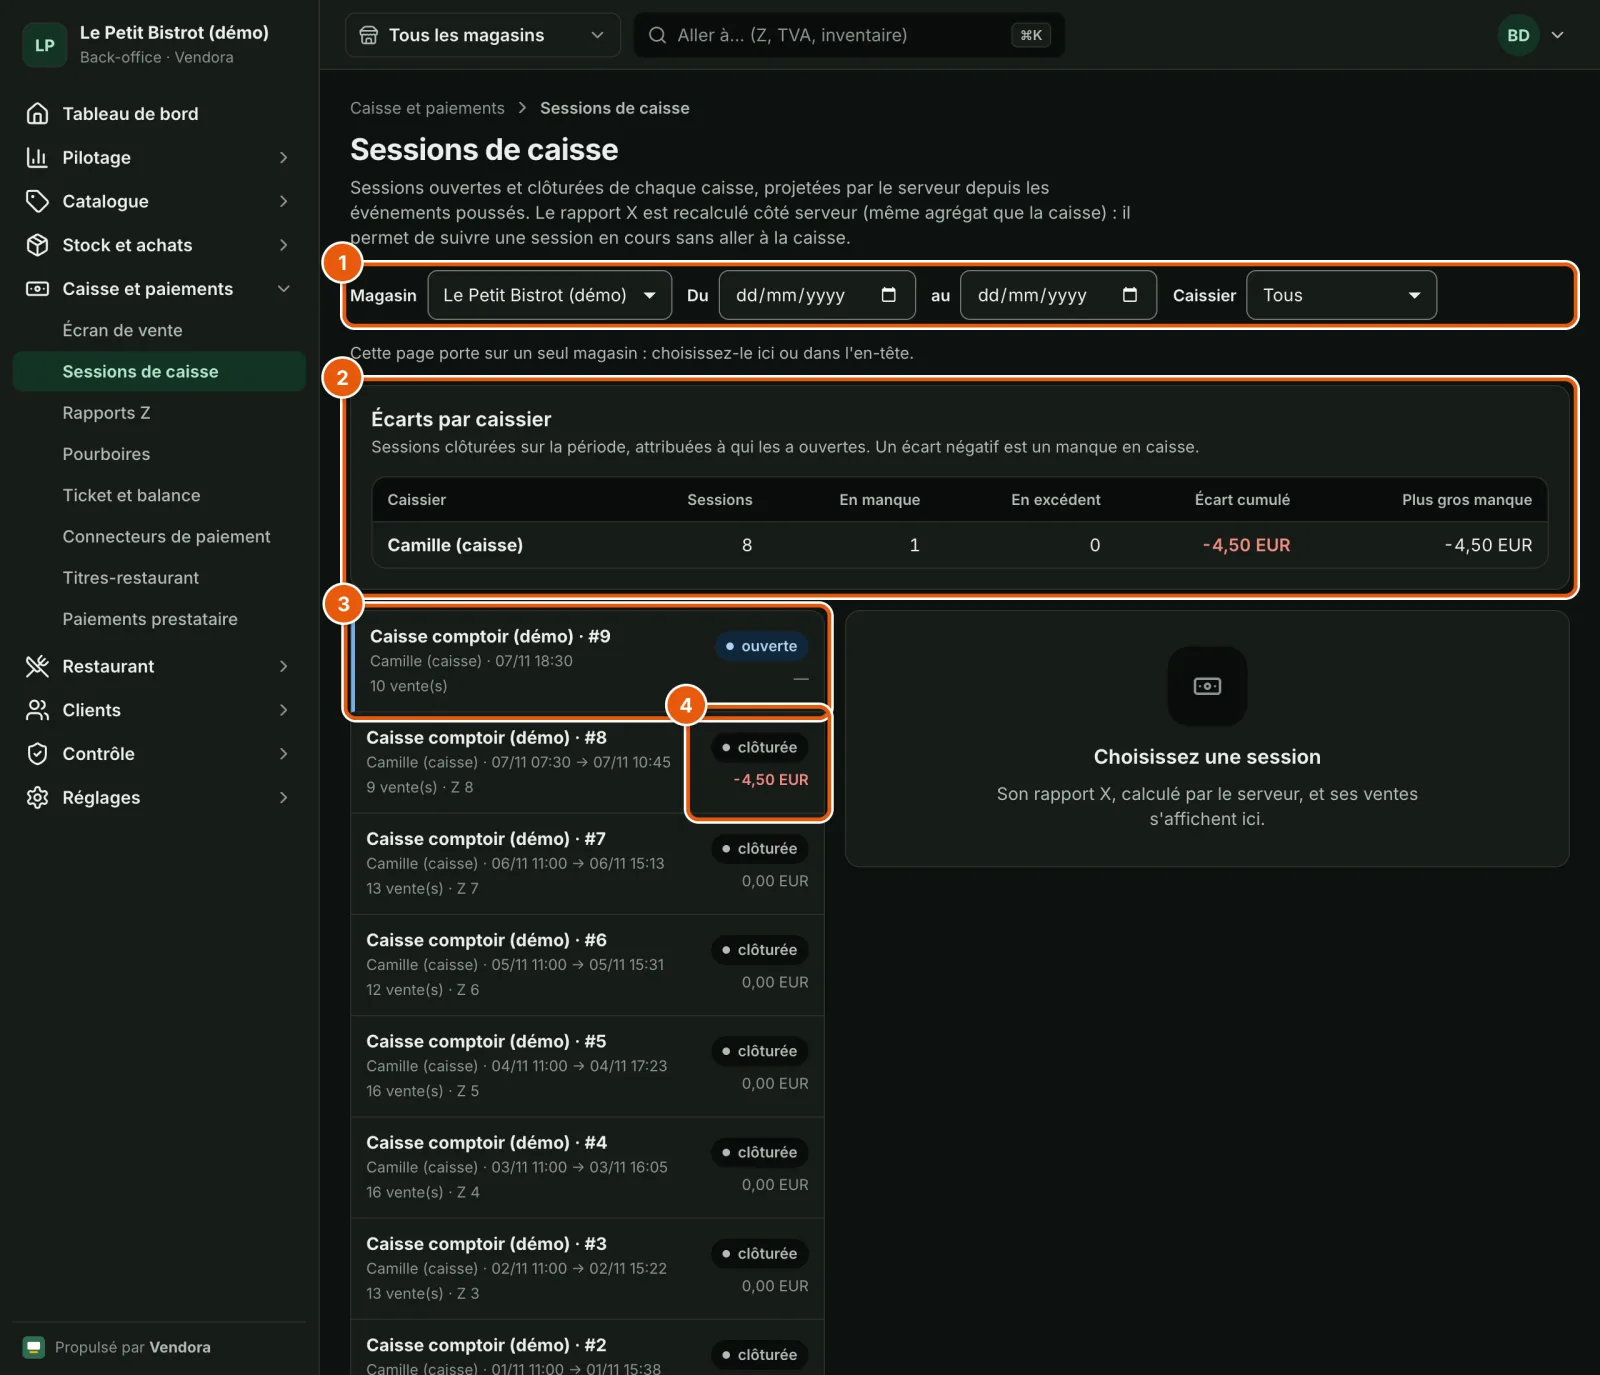 LP
Le Petit Bistrot (démo)
Back-office · Vendora
Tous les magasins
Aller à... (Z, TVA, inventaire)
⌘K
BD
Tableau de bord
Pilotage
Catalogue
Stock et achats
Caisse et paiements
Écran de vente
Sessions de caisse
Rapports Z
Pourboires
Ticket et balance
Connecteurs de paiement
Titres-restaurant
Paiements prestataire
Restaurant
Clients
Contrôle
Réglages
Propulsé par Vendora
Caisse et paiements > Sessions de caisse
Sessions de caisse
Sessions ouvertes et clôturées de chaque caisse, projetées par le serveur depuis les
événements poussés. Le rapport X est recalculé côté serveur (même agrégat que la caisse) : il
permet de suivre une session en cours sans aller à la caisse.
1
Magasin Le Petit Bistrot (démo) Du dd/mm/yyyy au dd/mm/yyyy Caissier Tous
Cette page porte sur un seul magasin : choisissez-le ici ou dans l'en-tête.
2
Écarts par caissier
Sessions clôturées sur la période, attribuées à qui les a ouvertes. Un écart négatif est un manque en caisse.
Caissier Sessions En manque En excédent Écart cumulé Plus gros manque
Camille (caisse) 8 1 0 -4,50 EUR -4,50 EUR
3
Caisse comptoir (démo) · #9
ouverte
Camille (caisse) · 07/11 18:30
10 vente(s)
—
4
Caisse comptoir (démo) · #8
clôturée
Camille (caisse) · 07/11 07:30 → 07/11 10:45
-4,50 EUR
9 vente(s) · Z 8
Caisse comptoir (démo) · #7
clôturée
Camille (caisse) · 06/11 11:00 → 06/11 15:13
0,00 EUR
13 vente(s) · Z 7
Caisse comptoir (démo) · #6
clôturée
Camille (caisse) · 05/11 11:00 → 05/11 15:31
0,00 EUR
12 vente(s) · Z 6
Caisse comptoir (démo) · #5
clôturée
Camille (caisse) · 04/11 11:00 → 04/11 17:23
0,00 EUR
16 vente(s) · Z 5
Caisse comptoir (démo) · #4
clôturée
Camille (caisse) · 03/11 11:00 → 03/11 16:05
0,00 EUR
16 vente(s) · Z 4
Caisse comptoir (démo) · #3
clôturée
Camille (caisse) · 02/11 11:00 → 02/11 15:22
0,00 EUR
13 vente(s) · Z 3
Caisse comptoir (démo) · #2
clôturée
Camille (caisse) · 01/11 11:00 → 01/11 15:38
Choisissez une session
Son rapport X, calculé par le serveur, et ses ventes
s'affichent ici.